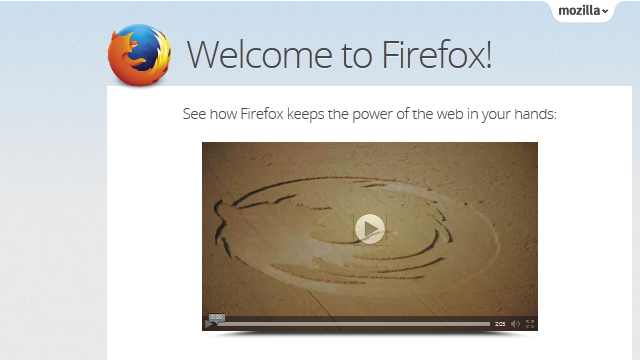 mozilla
Welcome to Firefox!
See how Firefox keeps the power of the web in your hands:
0:00
2:05